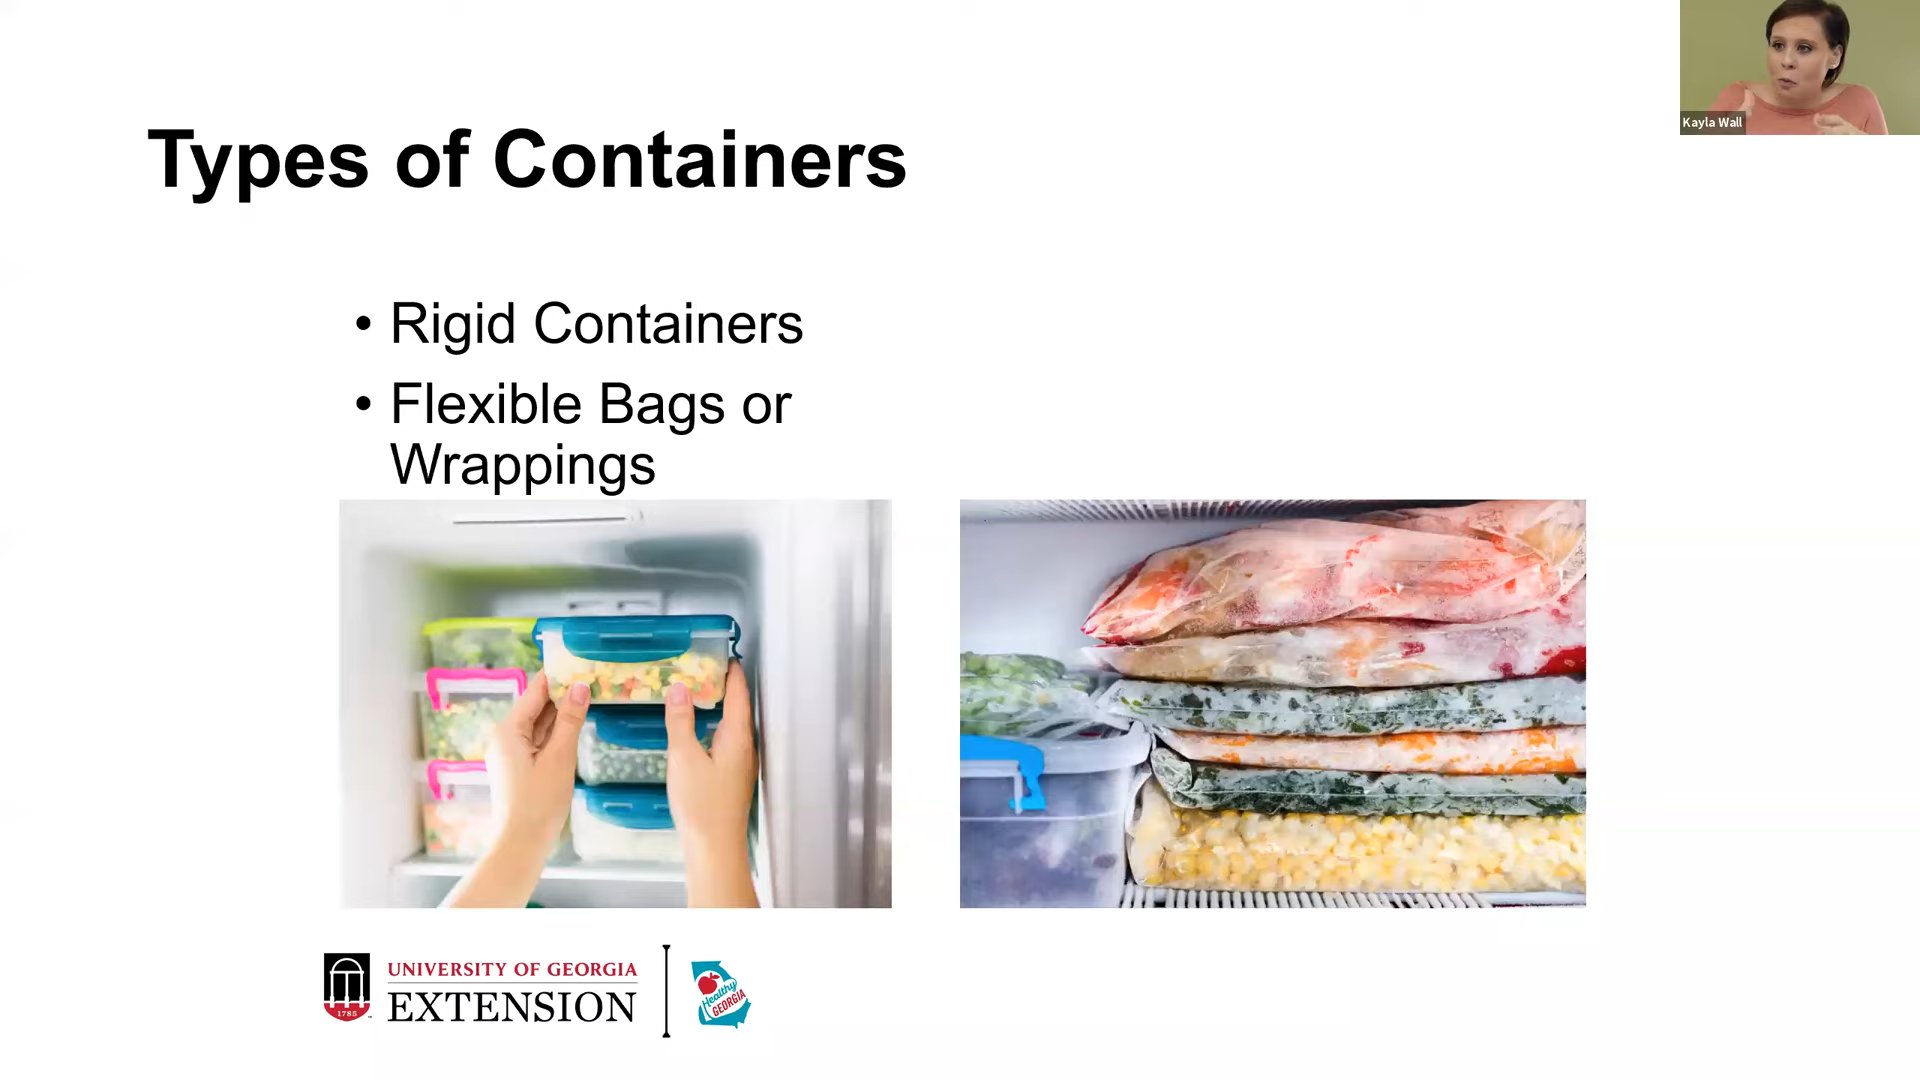 Kayla Wall
Types of Containers
• Rigid Containers
• Flexible Bags or
Wrappings
UNIVERSITY OF GEORGIA
EXTENSION
1785
Healthy
GEORGIA